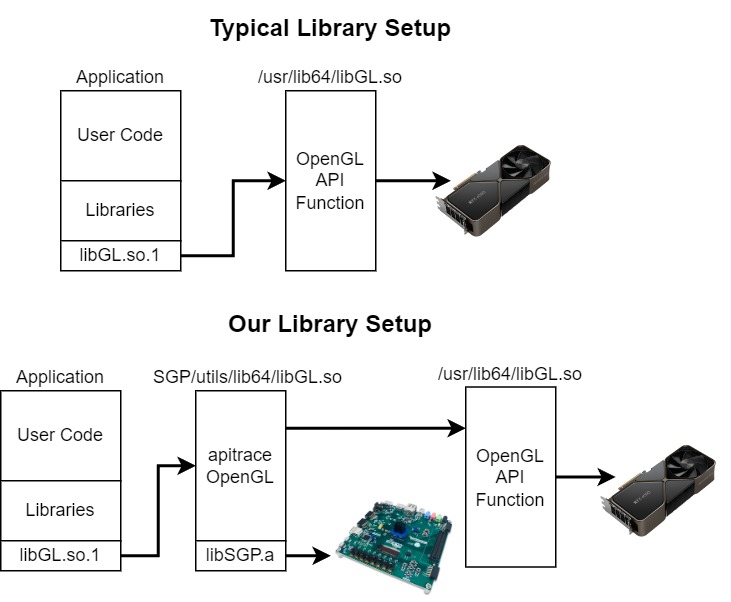 Typical Library Setup
Application
/usr/lib64/libGL.so
User Code
OpenGL
API
Function
Libraries
libGL.so.1
Our Library Setup
Application
SGP/utils/lib64/libGL.so
/usr/lib64/libGL.so
User Code
apitrace
OpenGL
OpenGL
API
Function
Libraries
libGL.so.1
libSGP.a